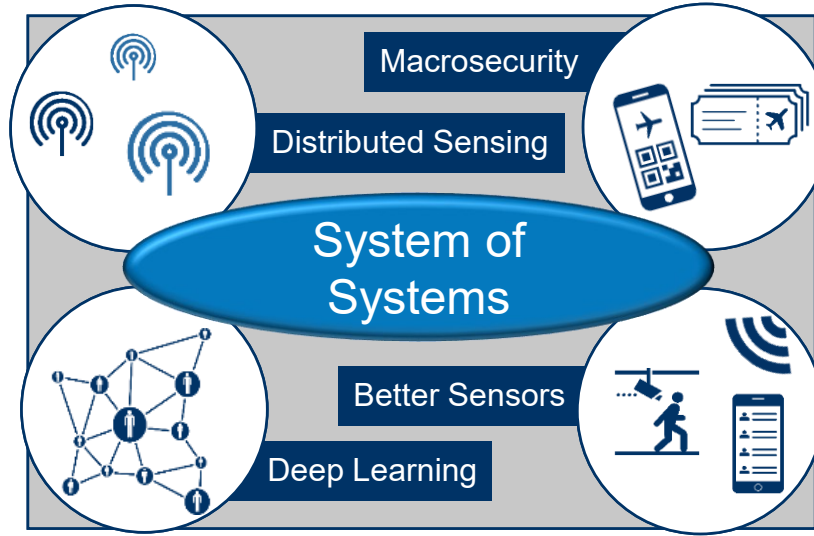 Macrosecurity
Distributed Sensing
System of
Systems
Better Sensors
Deep Learning